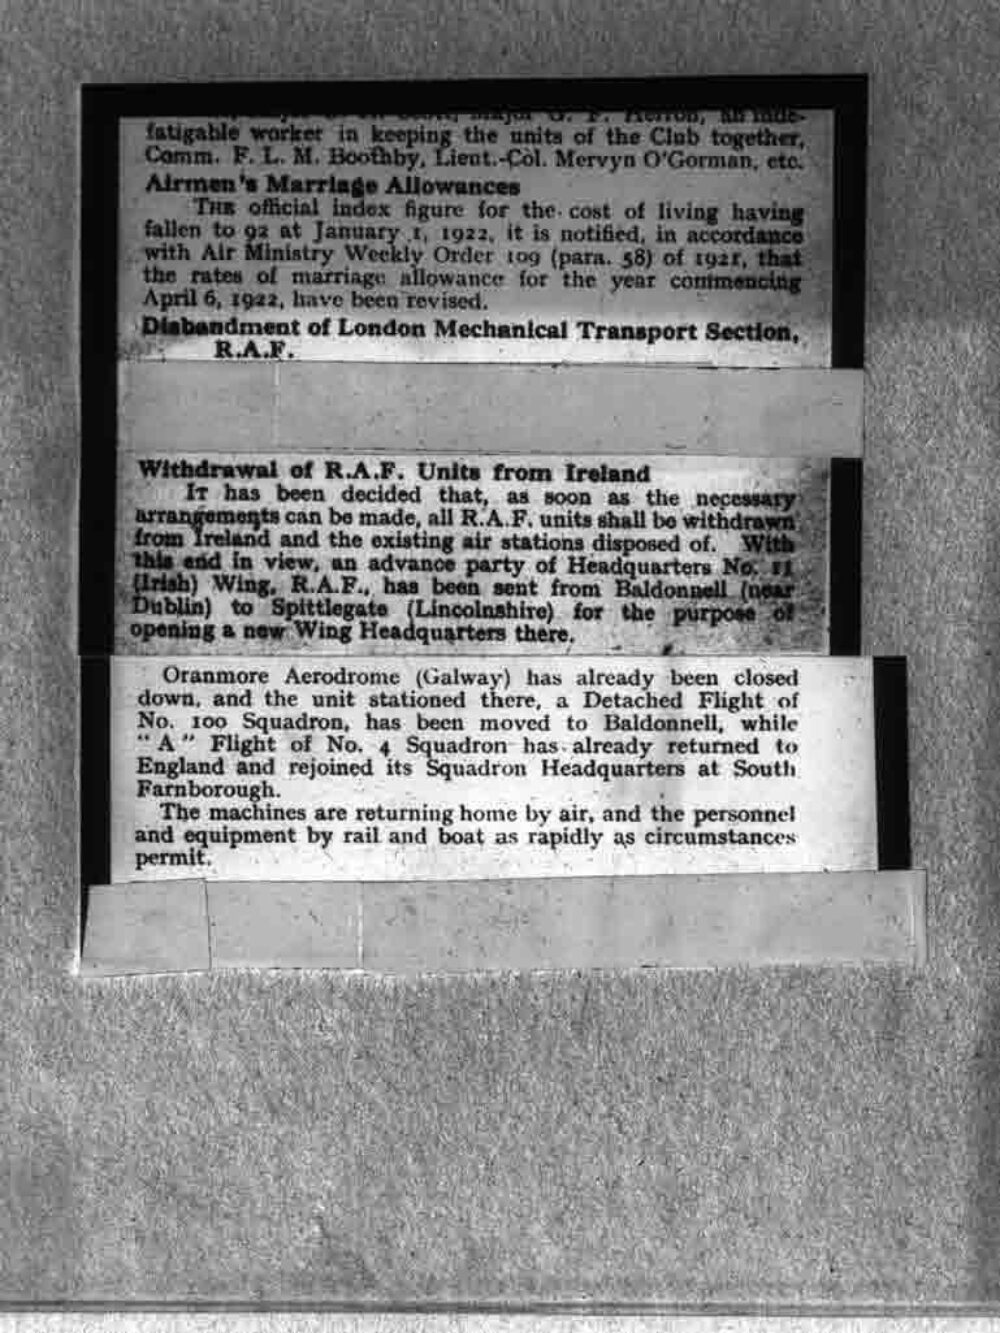 Major G. P. Herron, an inde-
fatigable worker in keeping the units of the Club together,
Comm. F. L. M. Boothby, Lieut.-Col. Mervyn O'Gorman, etc.
Airmen's Marriage Allowances
THE official index figure for the cost of living having
fallen to 92 at January 1, 1922, it is notified, in accordance
with Air Ministry Weekly Order 109 (para. 58) of 1921, that
the rates of marriage allowance for the year commencing
April 6, 1922, have been revised.
Disbandment of London Mechanical Transport Section,
R.A.F.
Withdrawal of R.A.F. Units from Ireland
IT has been decided that, as soon as the necessary
arrangements can be made, all R.A.F. units shall be withdrawn
from Ireland and the existing air stations disposed of. With
this end in view, an advance party of Headquarters No. 11
(Irish) Wing, R.A.F., has been sent from Baldonnell (near
Dublin) to Spittlegate (Lincolnshire) for the purpose of
opening a new Wing Headquarters there.
Oranmore Aerodrome (Galway) has already been closed
down, and the unit stationed there, a Detached Flight of
No. 100 Squadron, has been moved to Baldonnell, while
"A" Flight of No. 4 Squadron has already returned to
England and rejoined its Squadron Headquarters at South
Farnborough.
The machines are returning home by air, and the personnel
and equipment by rail and boat as rapidly as circumstances
permit.